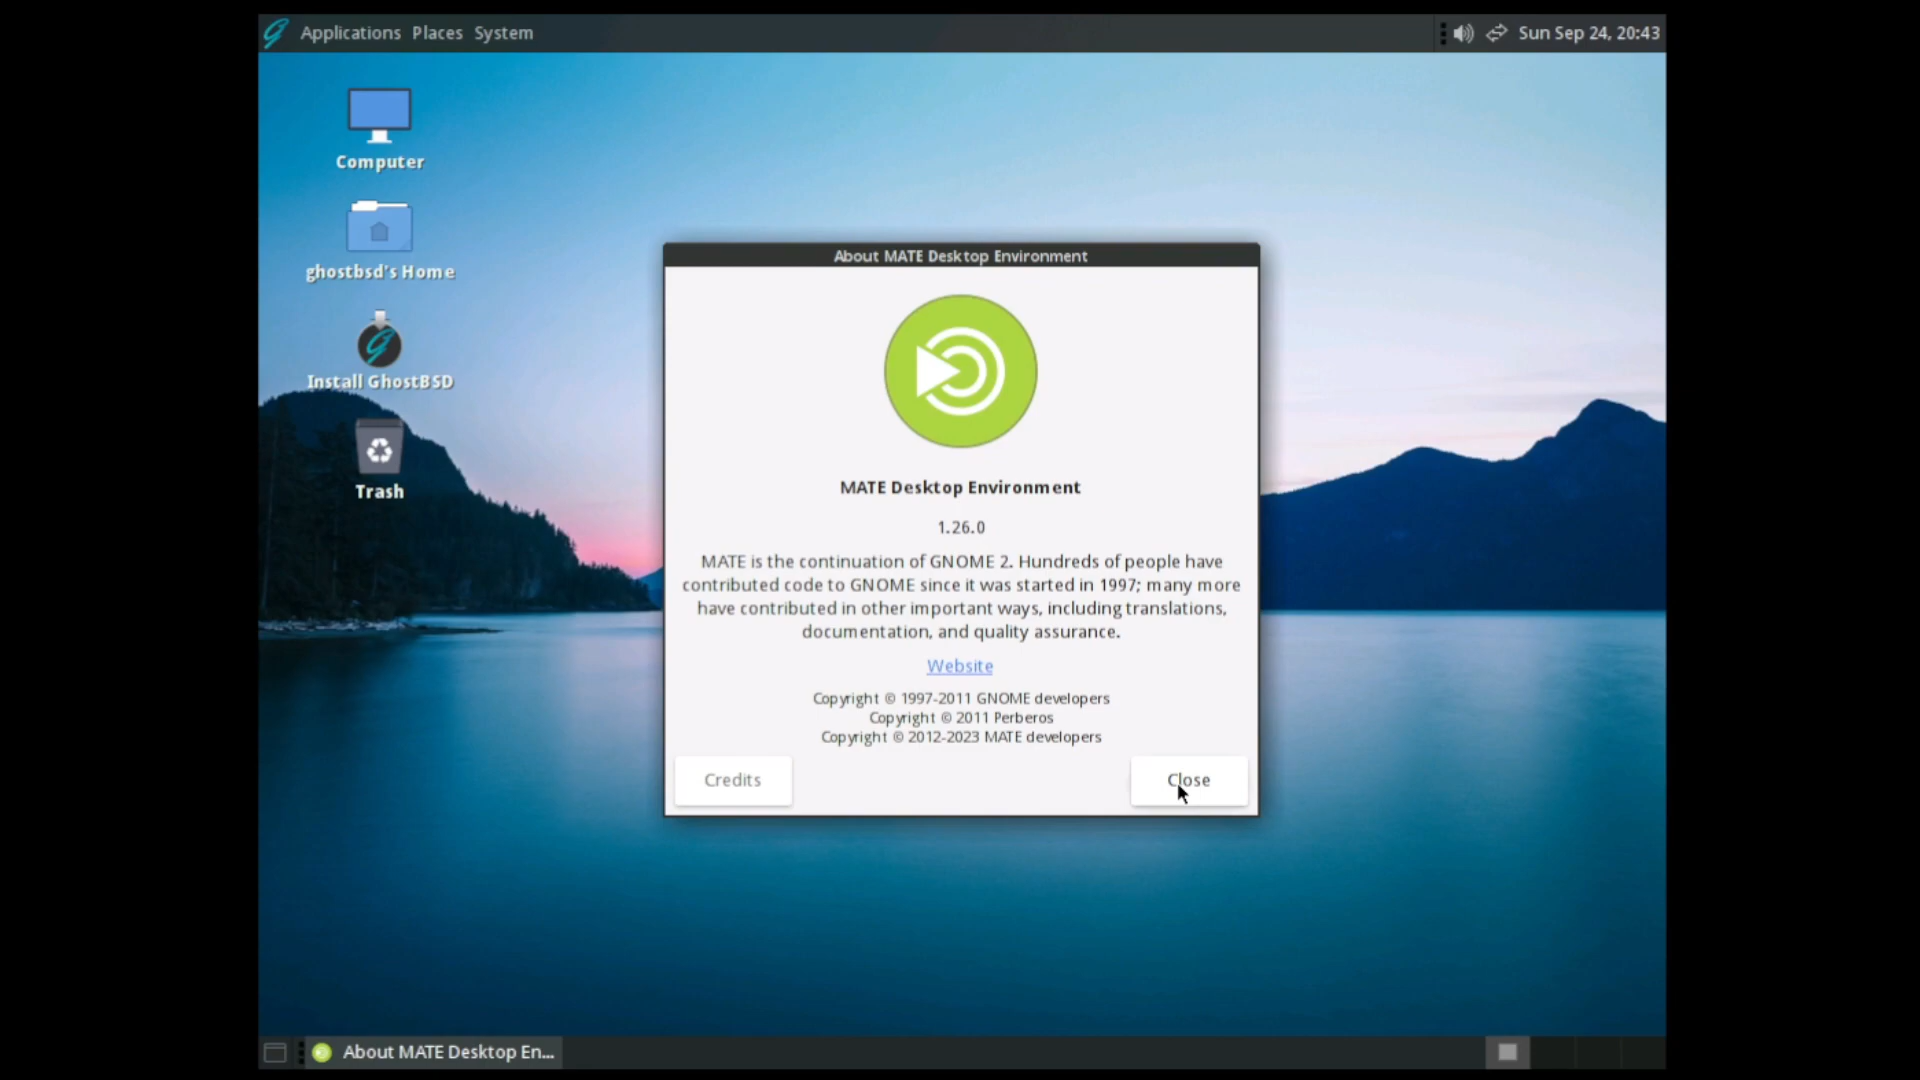 Applications Places System
Sun Sep 24, 20:43
Computer
ghostbsd's Home
Install GhostBSD
Trash
About MATE Desktop Environment
MATE Desktop Environment
1.26.0
MATE is the continuation of GNOME 2. Hundreds of people have
contributed code to GNOME since it was started in 1997; many more
have contributed in other important ways, including translations,
documentation, and quality assurance.
Website
Copyright © 1997-2011 GNOME developers
Copyright © 2011 Perberos
Copyright © 2012-2023 MATE developers
Credits
Close
About MATE Desktop En...